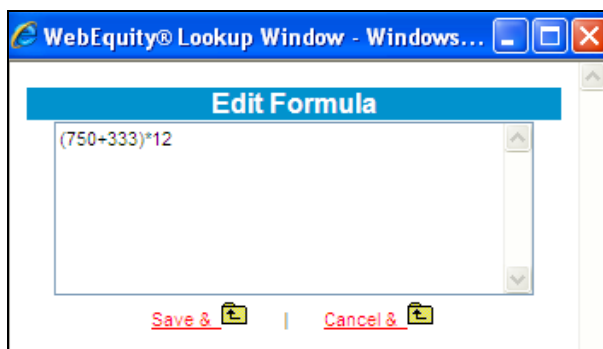 WebEquity® Lookup Window - Windows...
Edit Formula
(750+333)*12
Save & | Cancel &